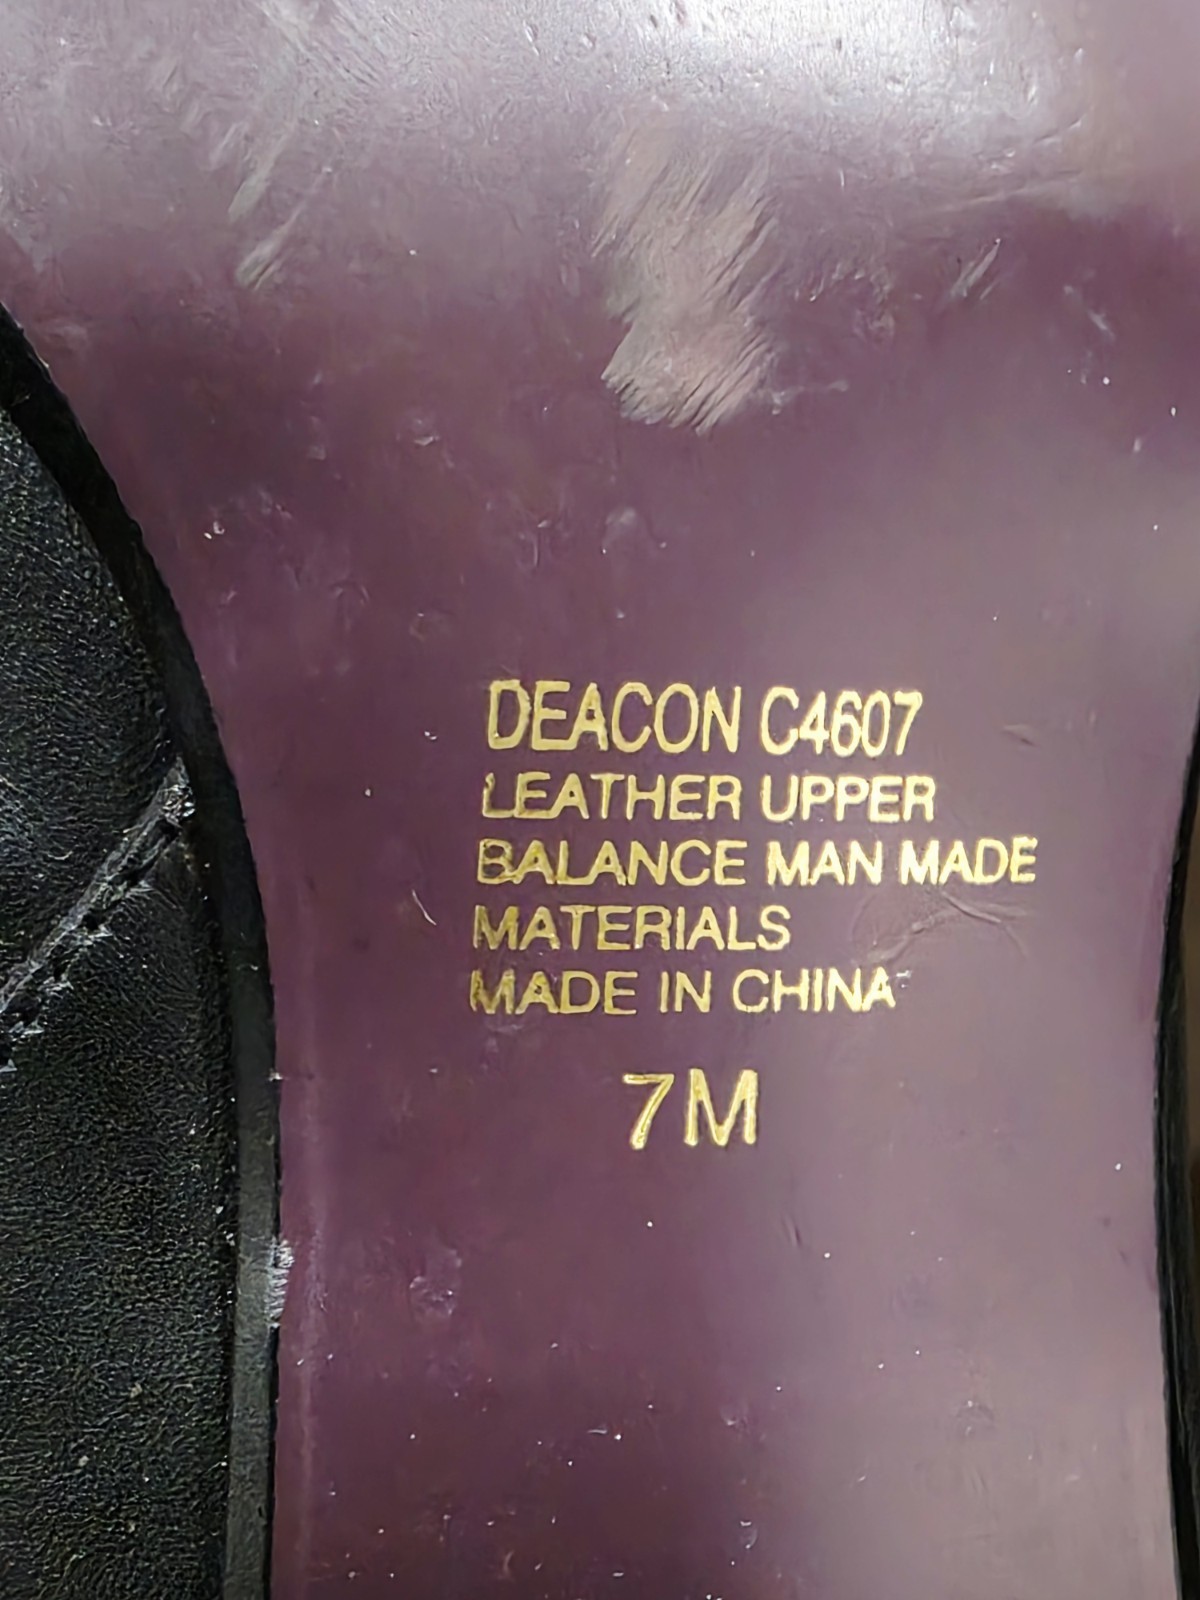 DEACON C4607
LEATHER UPPER
BALANCE MAN MADE
MATERIALS
MADE IN CHINA
7M